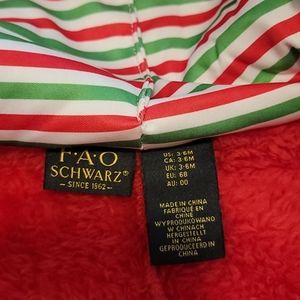 F·A·O
SCHWARZ®
– SINCE 1862 –
US: 3-6M
CA: 3-6M
UK: 3-6M
EU: 68
AU: 00
MADE IN CHINA
FABRIQUÉ EN
CHINE
WYPRODUKOWANO
W CHINACH
HERGESTELLT
IN CHINA
GEPRODUCEERD IN
CHINA